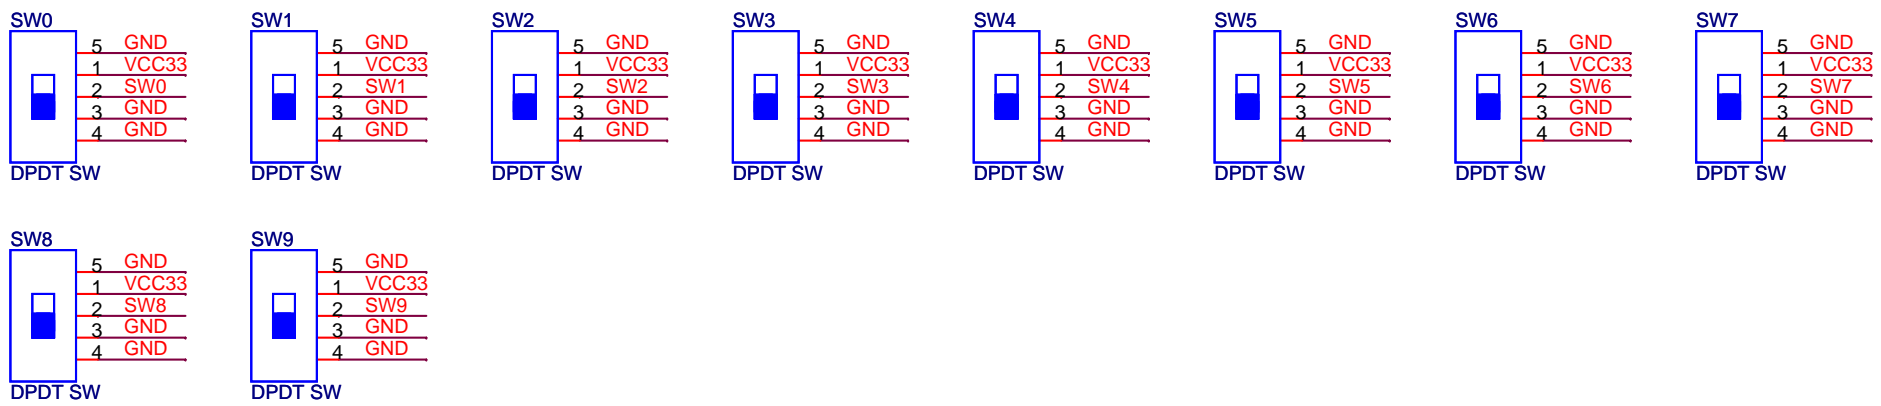 SW0 SW1 SW2 SW3 SW4 SW5 SW6 SW7
5 GND 5 GND 5 GND 5 GND 5 GND 5 GND 5 GND 5 GND
1 VCC33 1 VCC33 1 VCC33 1 VCC33 1 VCC33 1 VCC33 1 VCC33 1 VCC33
2 SW0 2 SW1 2 SW2 2 SW3 2 SW4 2 SW5 2 SW6 2 SW7
3 GND 3 GND 3 GND 3 GND 3 GND 3 GND 3 GND 3 GND
4 GND 4 GND 4 GND 4 GND 4 GND 4 GND 4 GND 4 GND
DPDT SW DPDT SW DPDT SW DPDT SW DPDT SW DPDT SW DPDT SW DPDT SW
SW8 SW9
5 GND 5 GND
1 VCC33 1 VCC33
2 SW8 2 SW9
3 GND 3 GND
4 GND 4 GND
DPDT SW DPDT SW